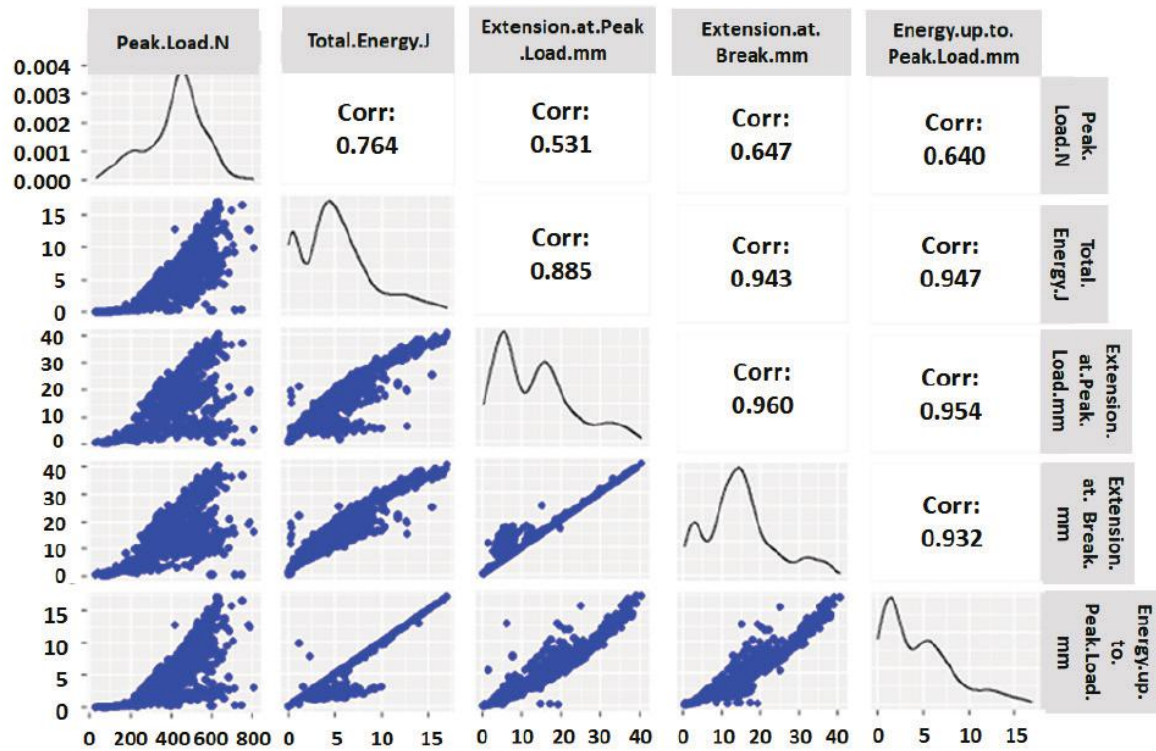 Peak.Load.N
Total.Energy.J
Extension.at.Peak
.Load.mm
Extension.at.
Break.mm
Energy.up.to.
Peak.Load.mm
0.004
0.003
0.002
0.001
0.000
Corr:
0.764
Corr:
0.531
Corr:
0.647
Corr:
0.640
Peak.
Load.N
15
10
5
0
Corr:
0.885
Corr:
0.943
Corr:
0.947
Total.
Energy.J
40
30
20
10
0
Corr:
0.960
Corr:
0.954
Extension.
at.Peak.
Load.mm
40
30
20
10
0
Corr:
0.932
Extension.
at. Break.
mm
15
10
5
0
Energy.up.
to.
Peak.Load.
mm
0 200 400 600 800
0 5 10 15
0 10 20 30 40
0 10 20 30 40
0 5 10 15